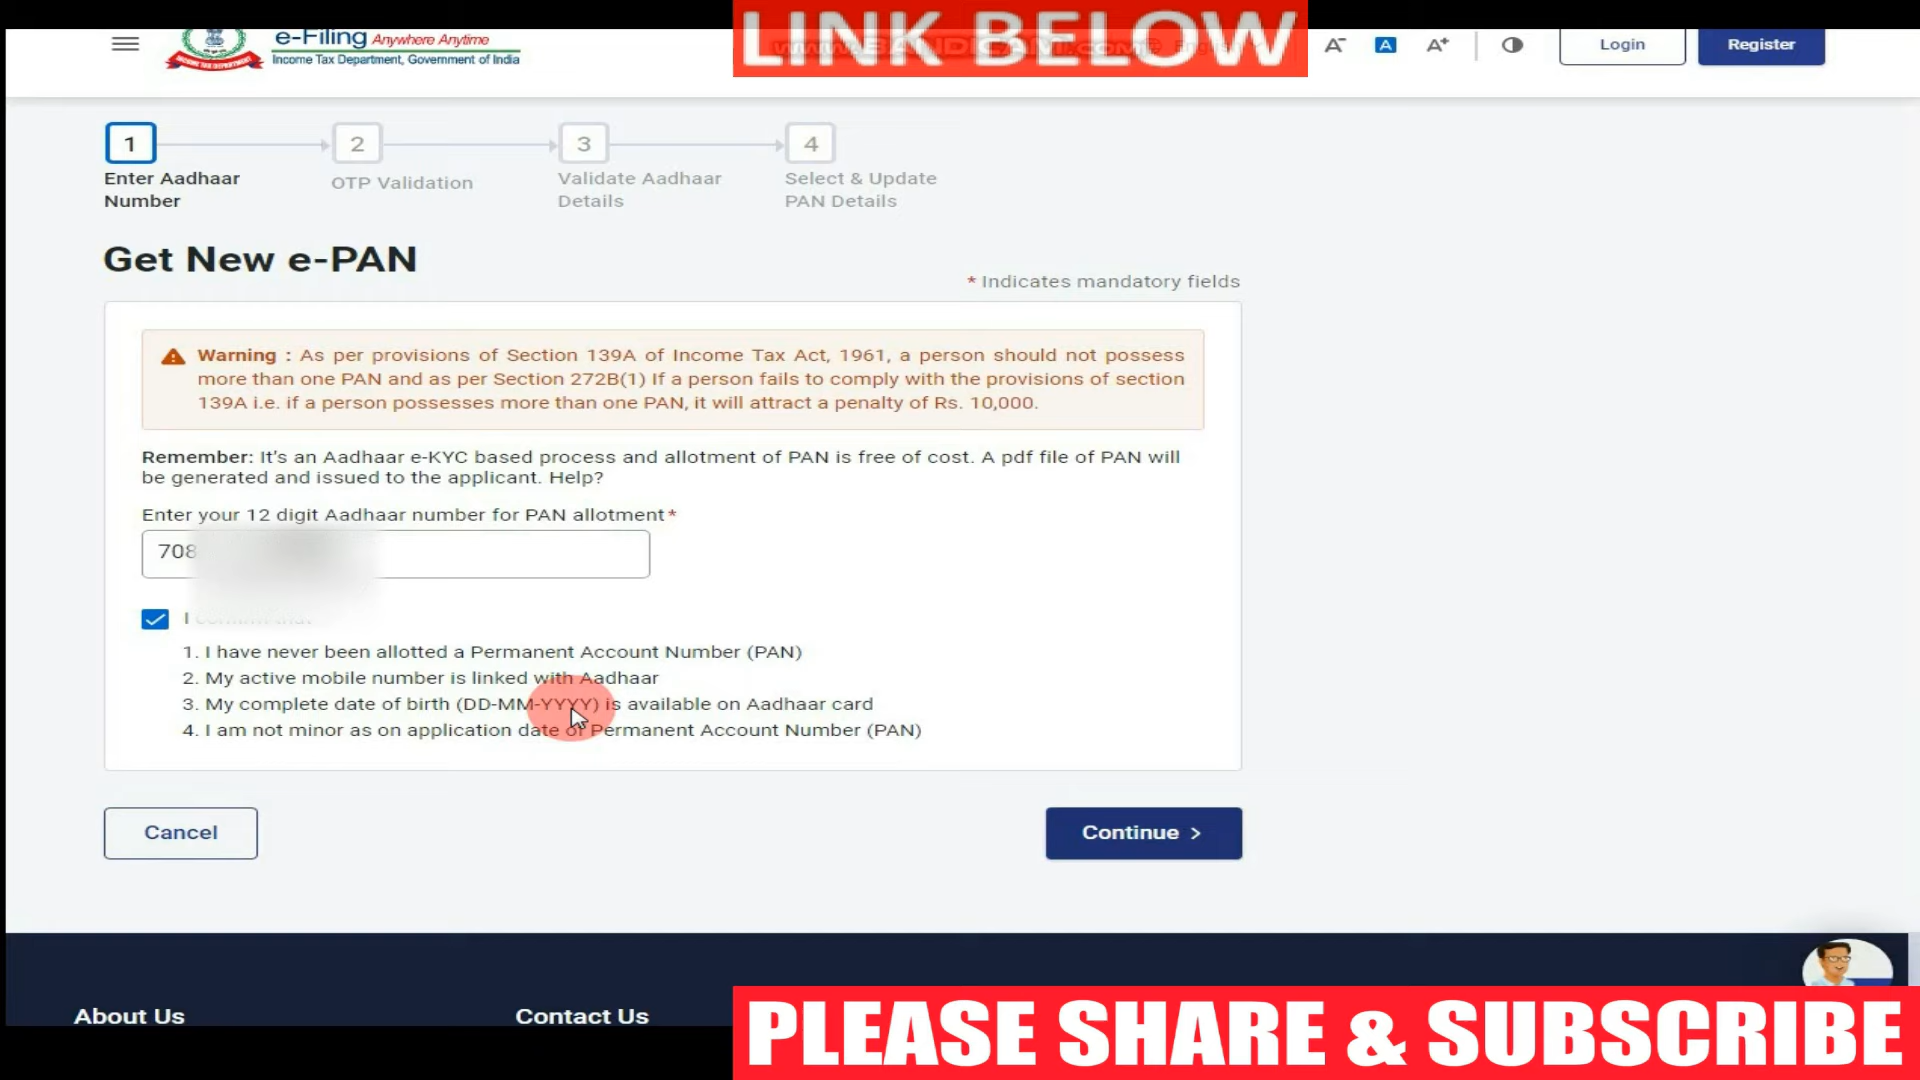 LINK BELOW
e-Filing Anywhere Anytime
Income Tax Department, Government of India
A-
A
A+
Login
Register
1
2
3
4
Enter Aadhaar
Number
OTP Validation
Validate Aadhaar
Details
Select & Update
PAN Details
Get New e-PAN
* Indicates mandatory fields
Warning : As per provisions of Section 139A of Income Tax Act, 1961, a person should not possess
more than one PAN and as per Section 272B(1) If a person fails to comply with the provisions of section
139A i.e. if a person possesses more than one PAN, it will attract a penalty of Rs. 10,000.
Remember: It's an Aadhaar e-KYC based process and allotment of PAN is free of cost. A pdf file of PAN will
be generated and issued to the applicant. Help?
Enter your 12 digit Aadhaar number for PAN allotment*
708
I confirm that
1. I have never been allotted a Permanent Account Number (PAN)
2. My active mobile number is linked with Aadhaar
3. My complete date of birth (DD-MM-YYYY) is available on Aadhaar card
4. I am not minor as on application date of Permanent Account Number (PAN)
Cancel
Continue >
About Us
Contact Us
PLEASE SHARE & SUBSCRIBE